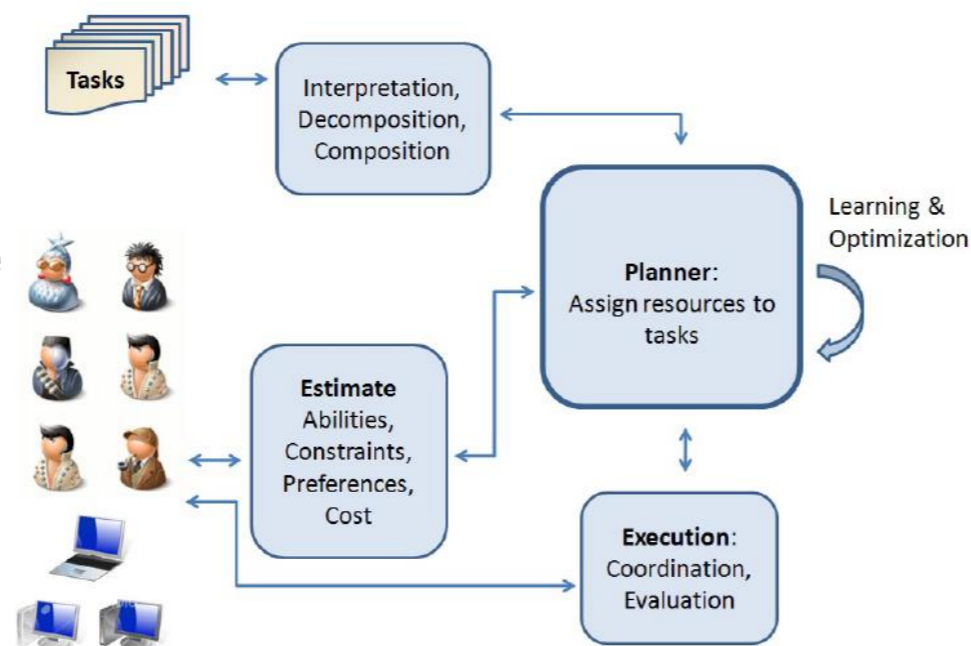 Tasks
Interpretation,
Decomposition,
Composition
Learning &
Optimization
Planner:
Assign resources to
tasks
Estimate
Abilities,
Constraints,
Preferences,
Cost
Execution:
Coordination,
Evaluation